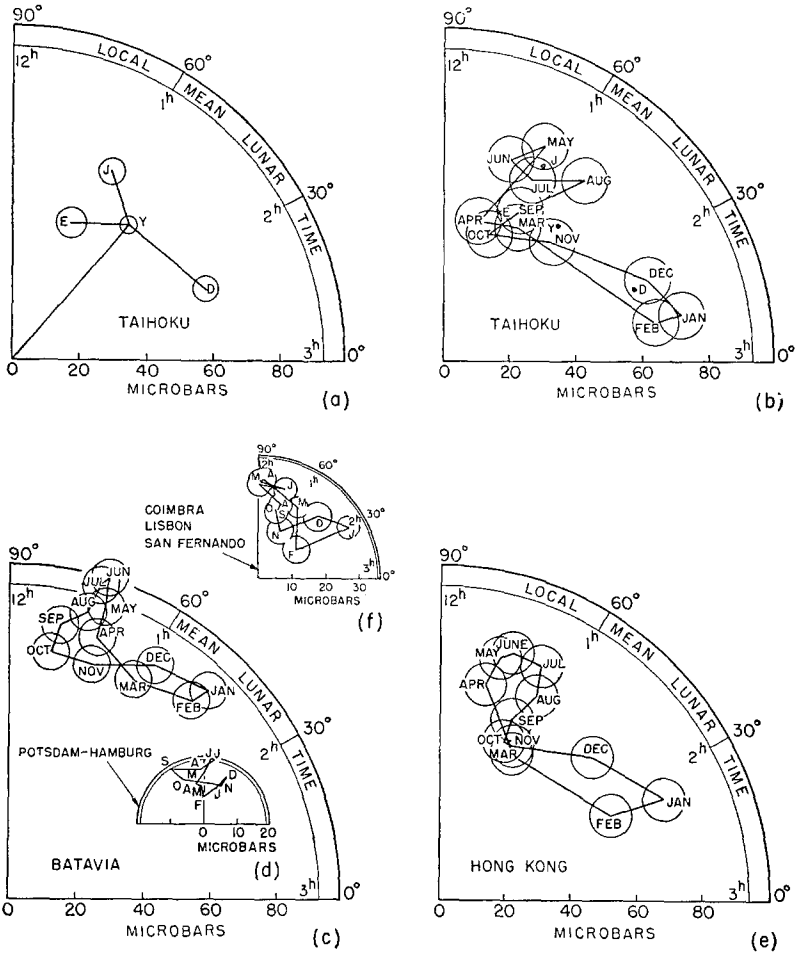 90°
12h
LOCAL
60°
1h
MEAN
LUNAR
30°
2h
TIME
3h
0°
J
E
Y
D
TAIHOKU
0 20 40 60 80
MICROBARS
(a)
90°
12h
LOCAL
60°
1h
MEAN
LUNAR
30°
2h
TIME
MAY
JUN
J
JUL
AUG
E
SEP
APR
MAR
Y
OCT
NOV
DEC
D
JAN
FEB
TAIHOKU
3h
0°
0 20 40 60 80
MICROBARS
(b)
COIMBRA
LISBON
SAN FERNANDO
90°
12h
60°
1h
30°
2h
3h
0°
M
A
J
O
A
M
S
D
N
J
F
10 20 30
MICROBARS
(f)
90°
12h
60°
1h
MEAN
LUNAR
30°
2h
TIME
JUL
JUN
AUG
MAY
SEP
APR
OCT
NOV
DEC
MAR
JAN
FEB
POTSDAM-HAMBURG
S
A
J
J
M
D
O
A
N
M
J
N
F
0 10 20
MICROBARS
(d)
BATAVIA
3h
0°
0 20 40 60 80
MICROBARS
(c)
90°
12h
LOCAL
60°
1h
MEAN
LUNAR
30°
2h
TIME
MAY
JUNE
JUL
APR
AUG
SEP
OCT
NOV
MAR
DEC
JAN
FEB
HONG KONG
3h
0°
0 20 40 60 80
MICROBARS
(e)